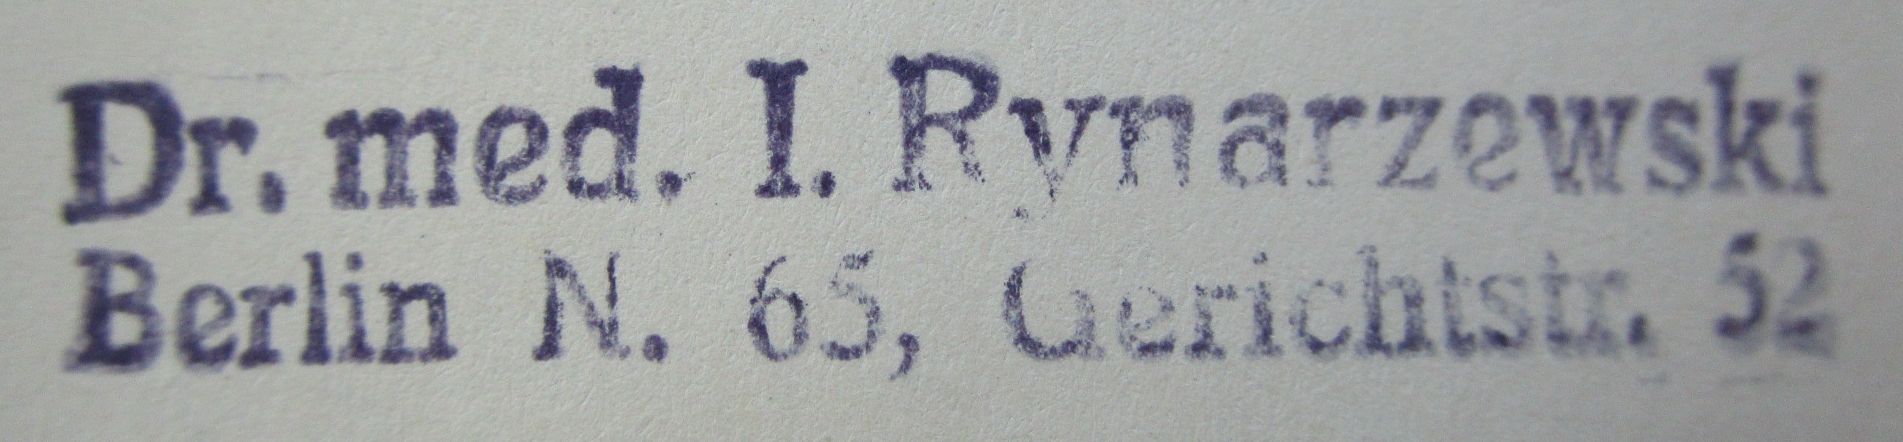 Dr. med. I. Rynarzewski
Berlin N. 65, Gerichtstr. 52